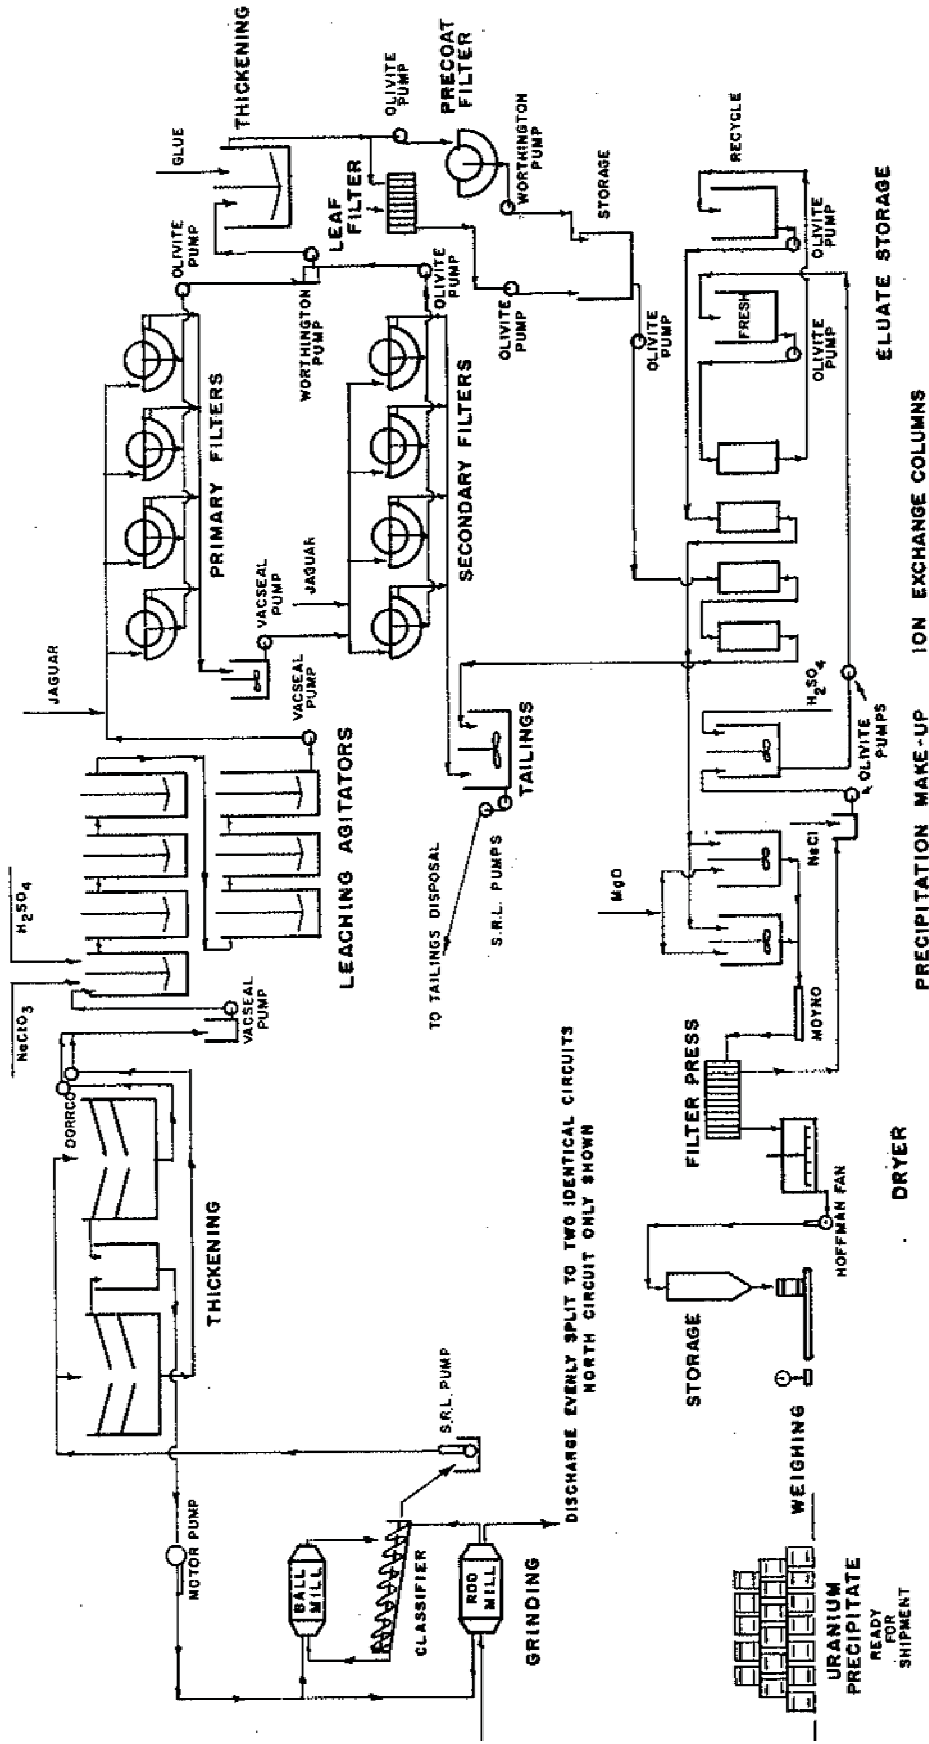 GRINDING
ROD
MILL
BALL
MILL
CLASSIFIER
MOTOR PUMP
S.R.L. PUMP
DISCHARGE EVENLY SPLIT TO TWO IDENTICAL CIRCUITS
NORTH CIRCUIT ONLY SHOWN
THICKENING
DORRCO
VACSEAL
PUMP
NaClO3
H2SO4
LEACHING AGITATORS
VACSEAL
PUMP
JAGUAR
PRIMARY FILTERS
VACSEAL
PUMP
JAGUAR
SECONDARY FILTERS
OLIVITE
PUMP
WORTHINGTON
PUMP
OLIVITE
PUMP
GLUE
THICKENING
LEAF
FILTER
OLIVITE
PUMP
PRECOAT
FILTER
WORTHINGTON
PUMP
OLIVITE
PUMP
STORAGE
OLIVITE
PUMP
TAILINGS
S.R.L. PUMPS
TO TAILINGS DISPOSAL
RECYCLE
OLIVITE
PUMP
FRESH
OLIVITE
PUMP
ELUATE STORAGE
ION EXCHANGE COLUMNS
H2SO4
OLIVITE
PUMPS
NaCl
MgO
PRECIPITATION MAKE-UP
MOYNO
FILTER PRESS
DRYER
HOFFMAN FAN
STORAGE
WEIGHING
URANIUM
PRECIPITATE
READY
FOR
SHIPMENT